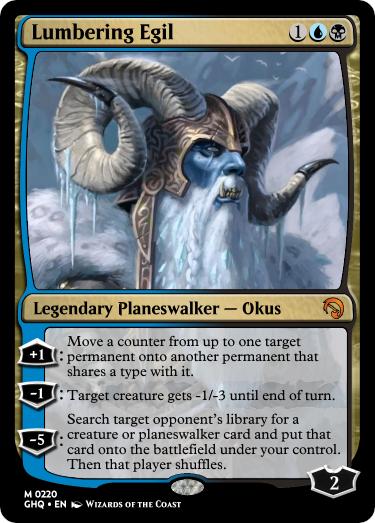 Lumbering Egil 1
Legendary Planeswalker — Okus
+1 : Move a counter from up to one target
permanent onto another permanent that
shares a type with it.
-1 : Target creature gets -1/-3 until end of turn.
Search target opponent's library for a
-5 : creature or planeswalker card and put that
card onto the battlefield under your control.
Then that player shuffles.
2
M 0220
GHQ • EN Wizards of the Coast